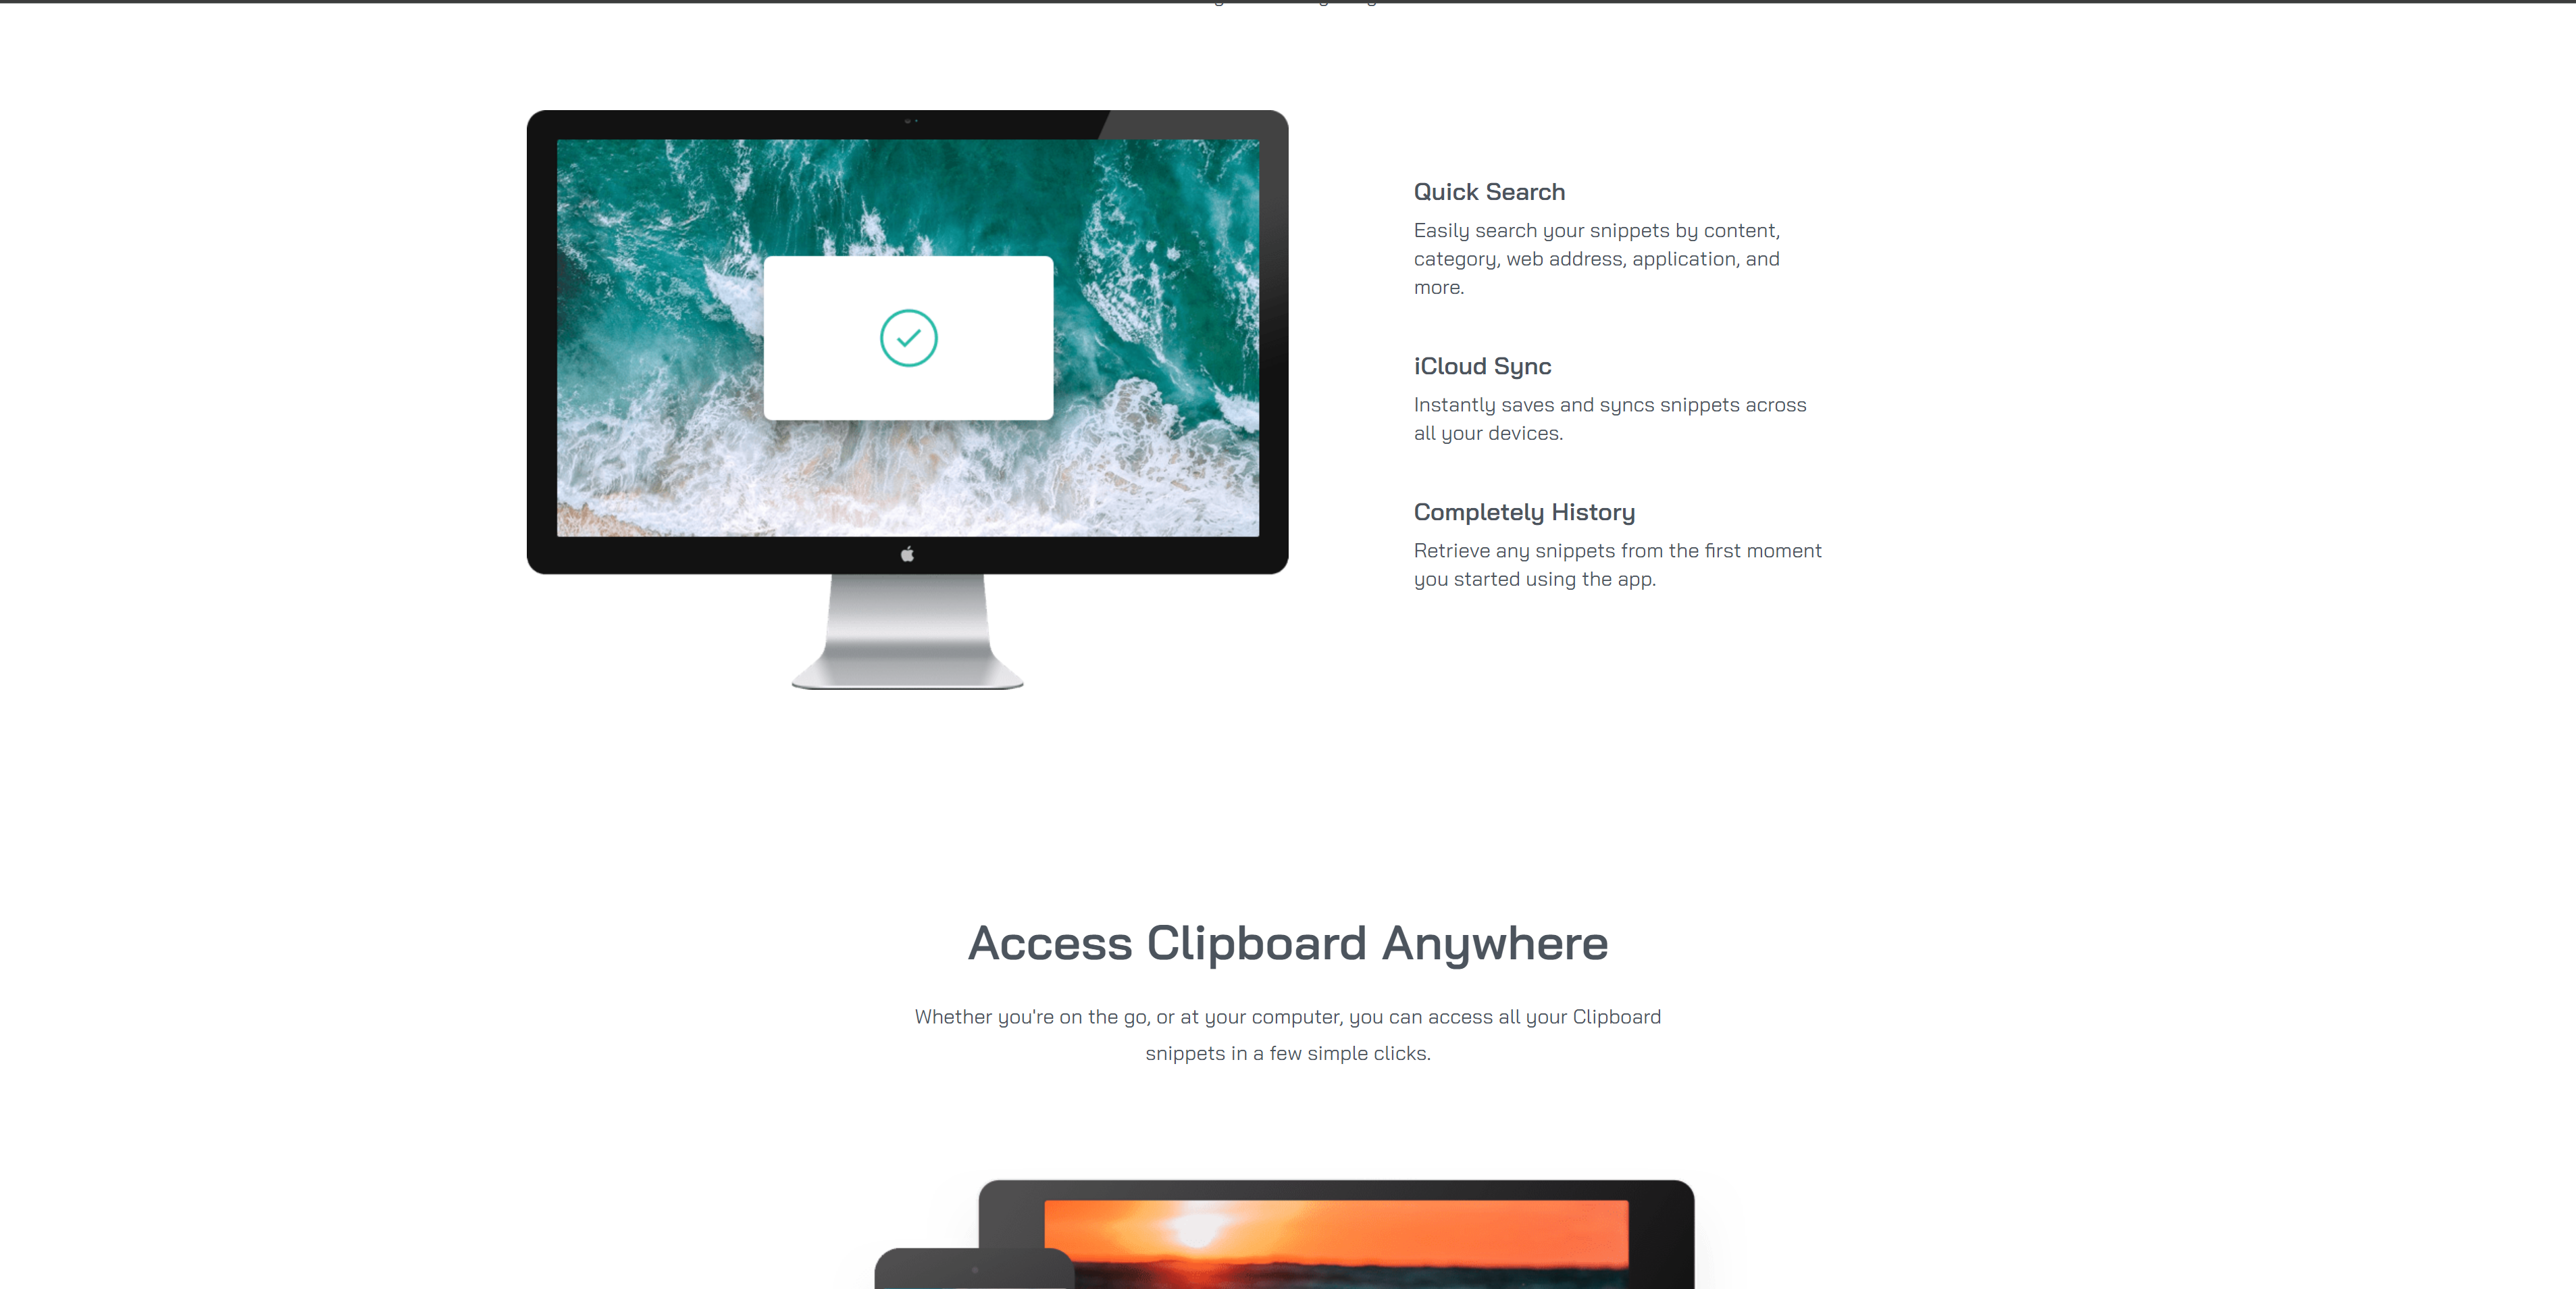 Quick Search
Easily search your snippets by content,
category, web address, application, and
more.
iCloud Sync
Instantly saves and syncs snippets across
all your devices.
Completely History
Retrieve any snippets from the first moment
you started using the app.
Access Clipboard Anywhere
Whether you're on the go, or at your computer, you can access all your Clipboard
snippets in a few simple clicks.